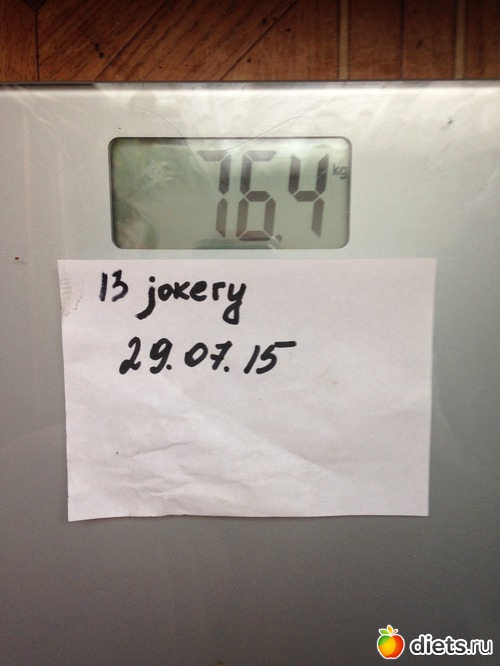 76.4 kg
13 jokery
29.07.15
diets.ru